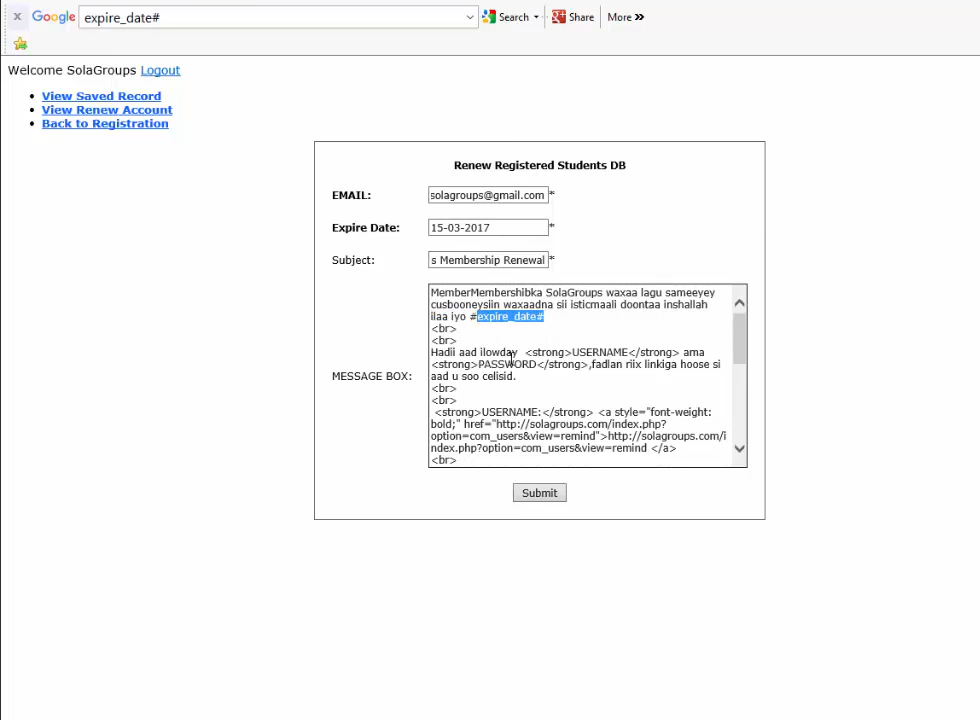 x Google expire_date# Search Share More »
Welcome SolaGroups Logout
View Saved Record
View Renew Account
Back to Registration
Renew Registered Students DB
EMAIL: solagroups@gmail.com *
Expire Date: 15-03-2017 *
Subject: s Membership Renewal *
MESSAGE BOX:
MemberMembershibka SolaGroups waxaa lagu sameeyey
cusbooneysiin waxaadna sii isticmaali doontaa inshallah
ilaa iyo #expire_date#
<br>
<br>
Hadii aad ilowday <strong>USERNAME</strong> ama
<strong>PASSWORD</strong>,fadlan riix linkiga hoose si
aad u soo celisid.
<br>
<br>
<strong>USERNAME:</strong> <a style="font-weight:
bold;" href="http://solagroups.com/index.php?
option=com_users&view=remind">http://solagroups.com/i
ndex.php?option=com_users&view=remind </a>
<br>
Submit